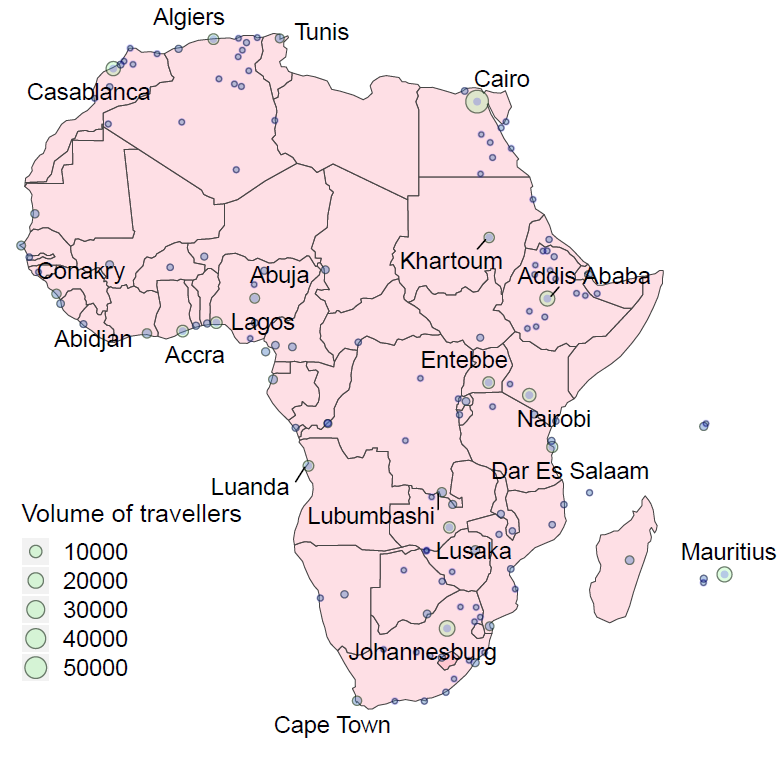 Algiers
Tunis
Casablanca
Cairo
Conakry
Abuja
Khartoum
Addis Ababa
Lagos
Abidjan
Accra
Entebbe
Nairobi
Dar Es Salaam
Luanda
Lubumbashi
Volume of travellers
10000
20000
30000
40000
50000
Lusaka
Mauritius
Johannesburg
Cape Town